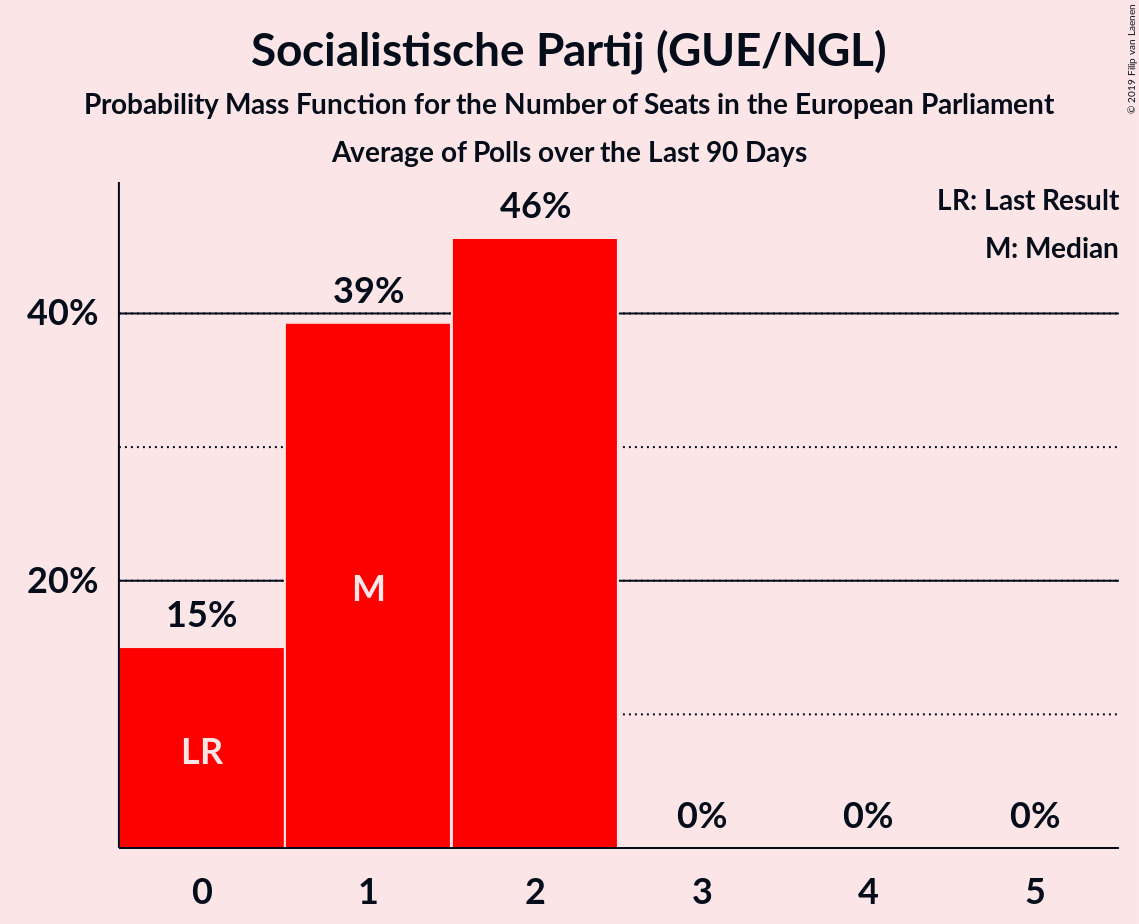 Socialistische Partij (GUE/NGL)
Probability Mass Function for the Number of Seats in the European Parliament
Average of Polls over the Last 90 Days
© 2019 Filip van Laenen
LR: Last Result
M: Median
46%
39%
40%
20%
15%
M
LR
0%
0%
0%
0
1
2
3
4
5